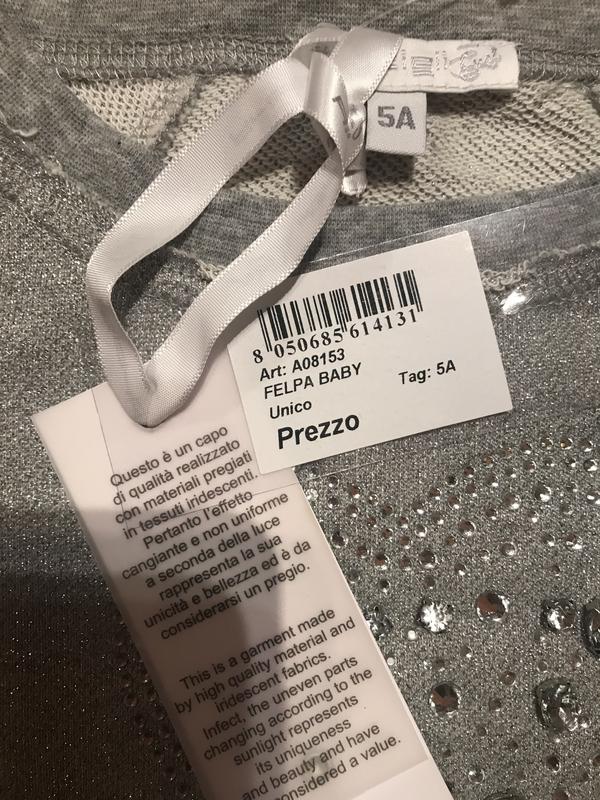 5A
8 050685 614131
Art: A08153
FELPA BABY
Tag: 5A
Unico
Prezzo
Questo è un capo
di qualità realizzato
con materiali pregiati
in tessuti iridescenti.
Pertanto l'effetto
cangiante e non uniforme
a seconda della luce
rappresenta la sua
unicità e bellezza ed è da
considerarsi un pregio.
This is a garment made
by high quality material and
iridescent fabrics.
Infect, the uneven parts
changing according to the
sunlight represents
its uniqueness
and beauty and have
considered a value.